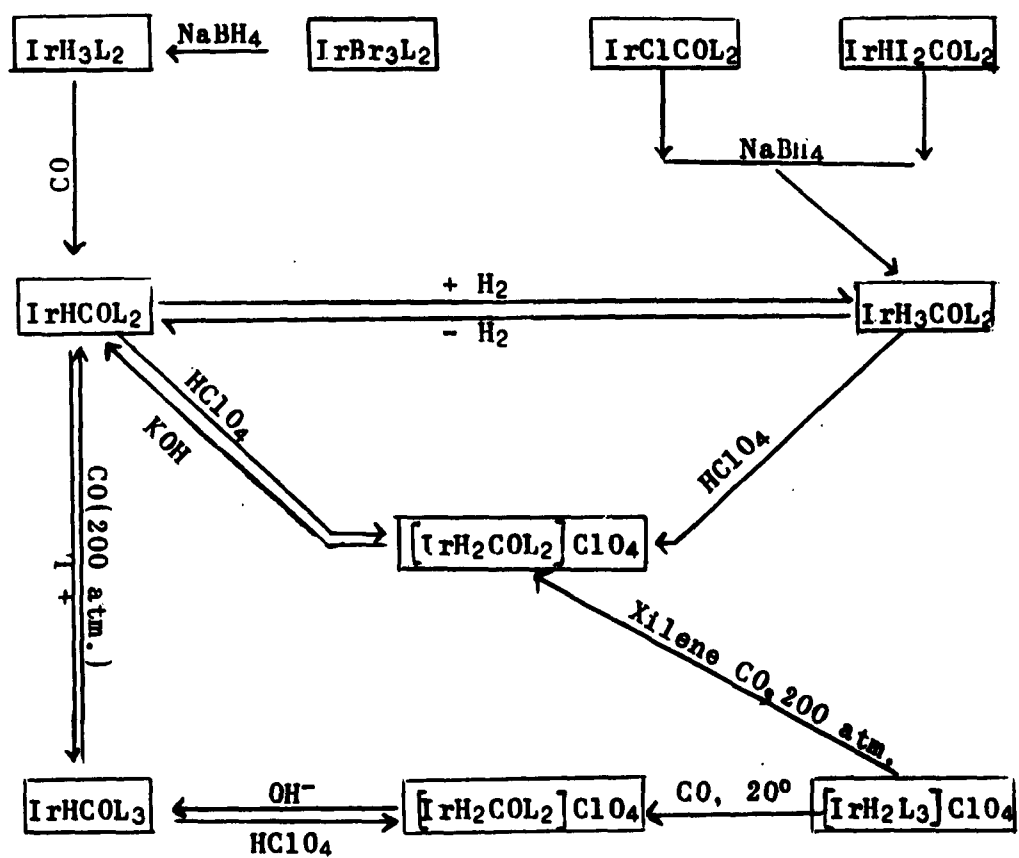 IrH3L2
NaBH4
IrBr3L2
IrClCOL2
IrHI2COL2
CO
NaBH4
IrHCOL2
+ H2
- H2
IrH3COL2
HClO4
KOH
HClO4
[IrH2COL2]ClO4
CO(200 atm.)
+ L
Xilene CO, 200 atm.
IrHCOL3
OH-
HClO4
[IrH2COL2]ClO4
CO, 20°
[IrH2L3]ClO4